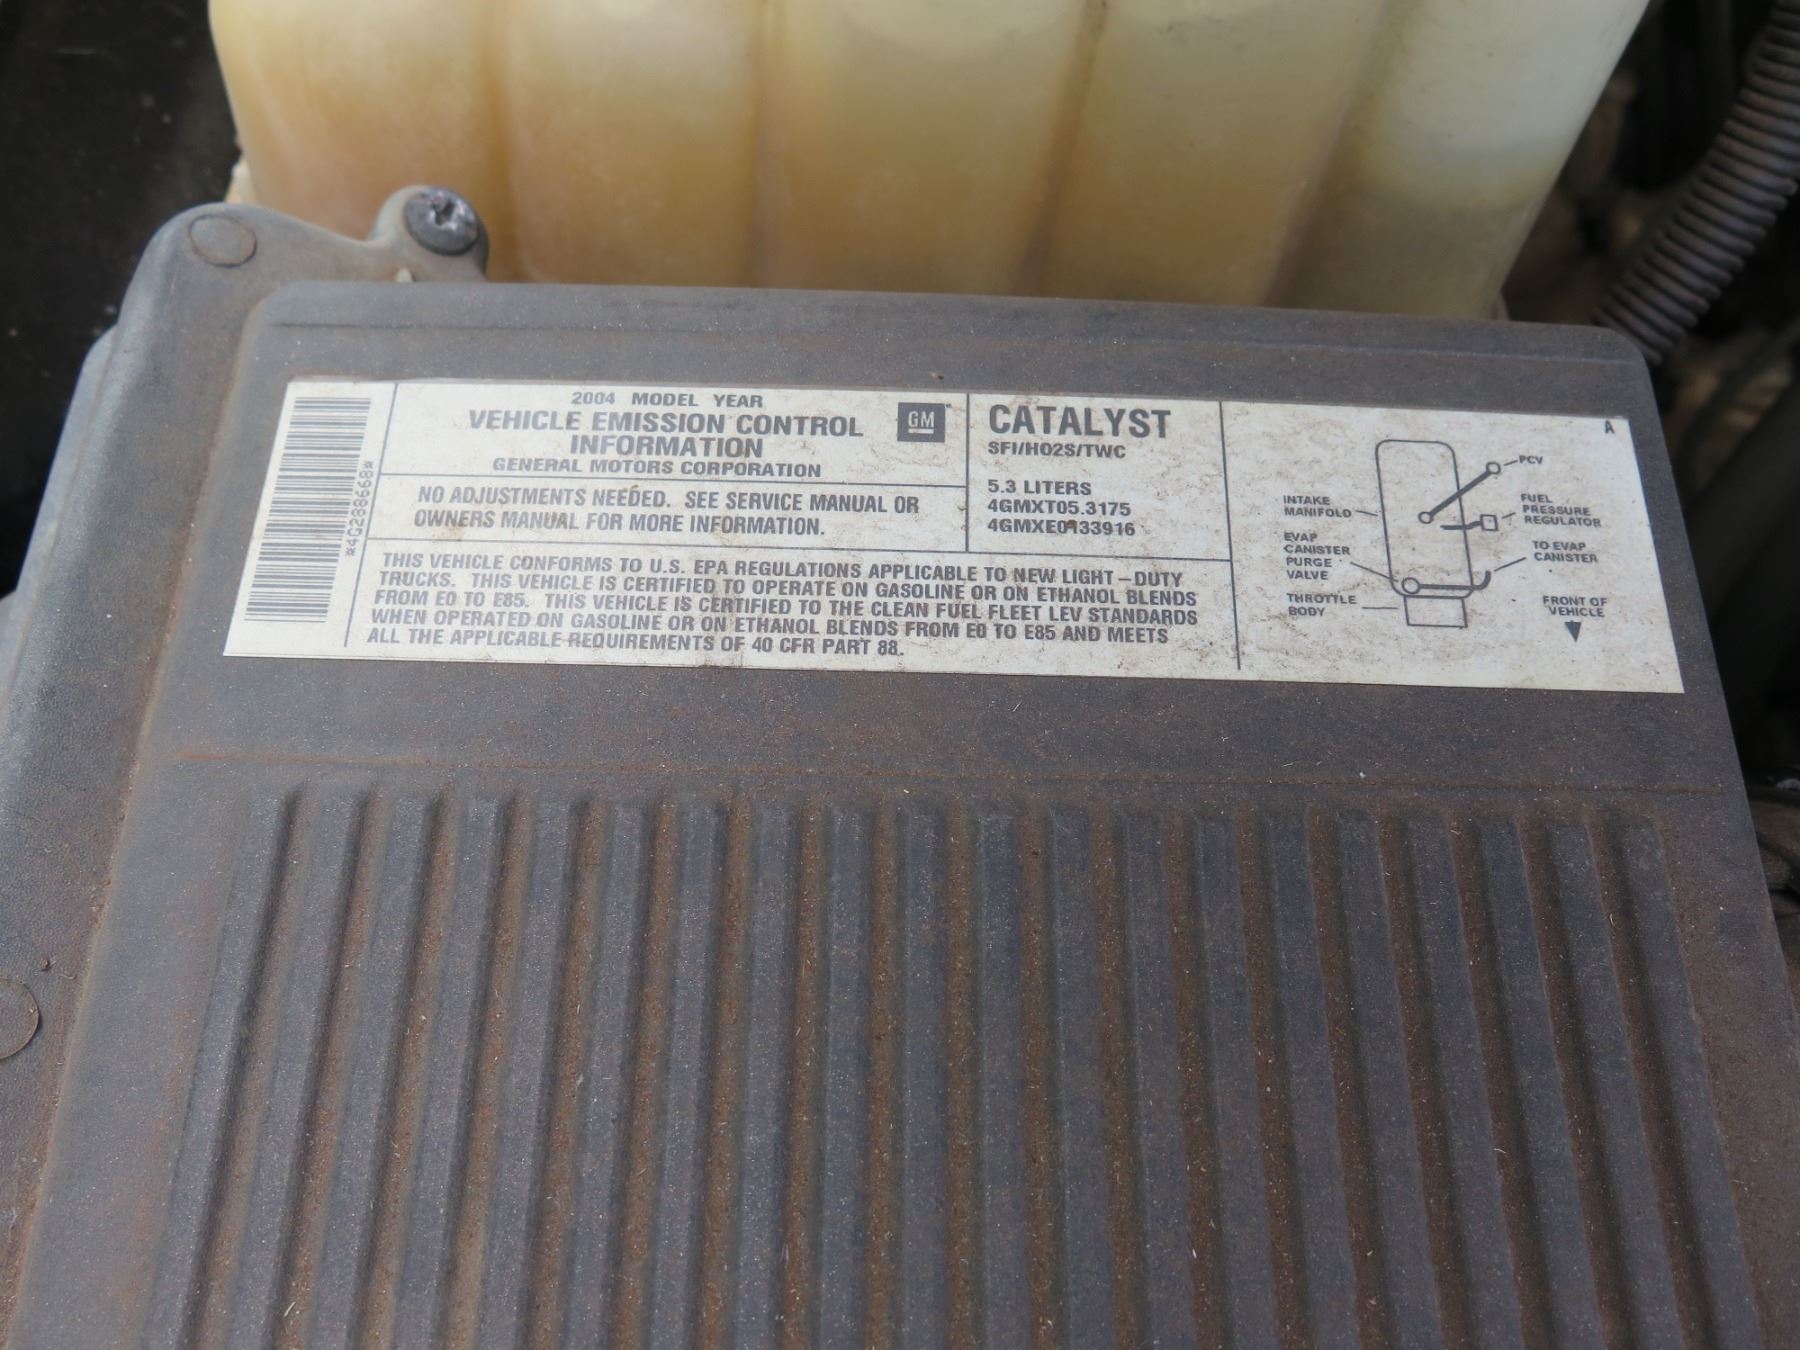 *4G288668*
2004 MODEL YEAR
VEHICLE EMISSION CONTROL
INFORMATION
GENERAL MOTORS CORPORATION
GM
NO ADJUSTMENTS NEEDED. SEE SERVICE MANUAL OR
OWNERS MANUAL FOR MORE INFORMATION.
CATALYST
SFI/HO2S/TWC
5.3 LITERS
4GMXT05.3175
4GMXE0133916
THIS VEHICLE CONFORMS TO U.S. EPA REGULATIONS APPLICABLE TO NEW LIGHT-DUTY
TRUCKS. THIS VEHICLE IS CERTIFIED TO OPERATE ON GASOLINE OR ON ETHANOL BLENDS
FROM E0 TO E85. THIS VEHICLE IS CERTIFIED TO THE CLEAN FUEL FLEET LEV STANDARDS
WHEN OPERATED ON GASOLINE OR ON ETHANOL BLENDS FROM E0 TO E85 AND MEETS
ALL THE APPLICABLE REQUIREMENTS OF 40 CFR PART 88.
A
PCV
INTAKE
MANIFOLD
FUEL
PRESSURE
REGULATOR
EVAP
CANISTER
PURGE
VALVE
TO EVAP
CANISTER
THROTTLE
BODY
FRONT OF
VEHICLE